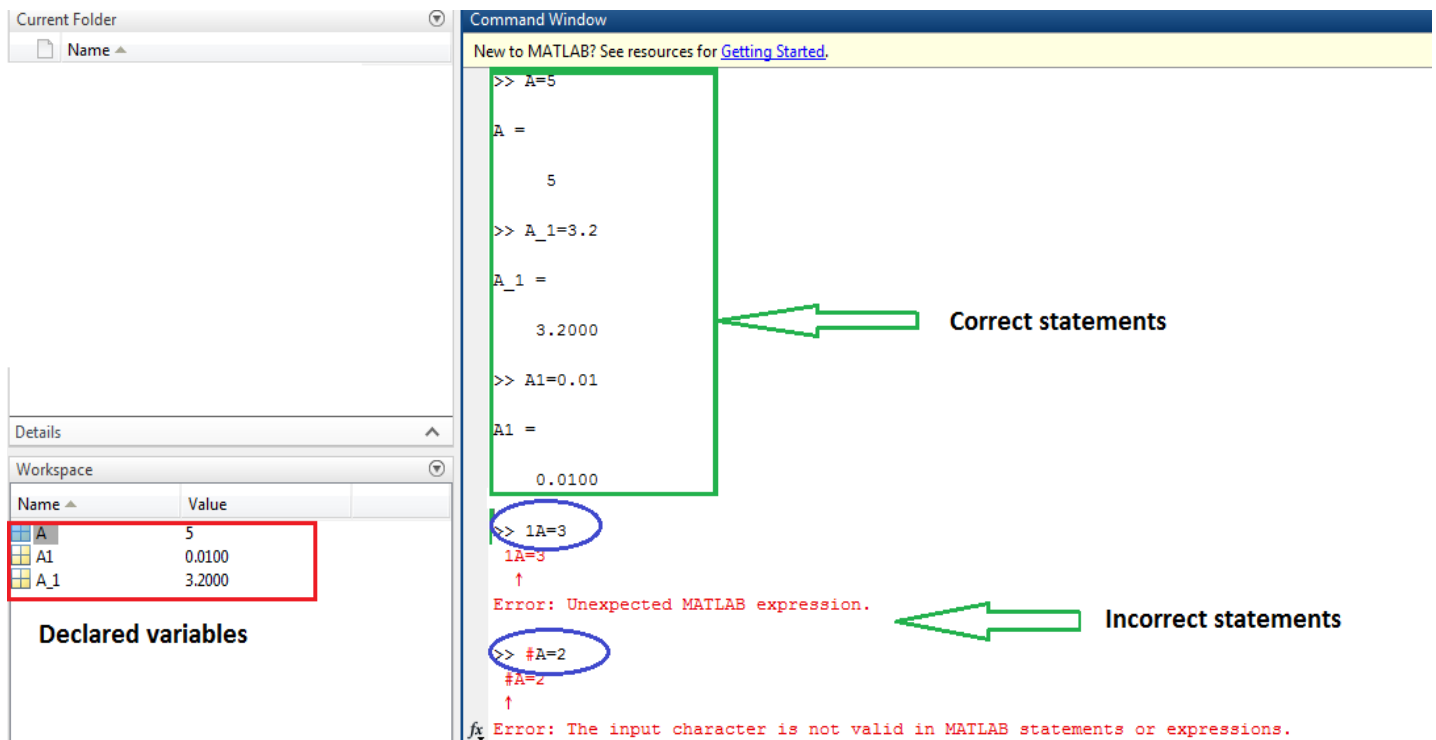 Current Folder
Name
Details
Workspace
Name Value
A 5
A1 0.0100
A_1 3.2000
Declared variables
Command Window
New to MATLAB? See resources for Getting Started.
>> A=5
A =
5
>> A_1=3.2
A_1 =
3.2000
>> A1=0.01
A1 =
0.0100
Correct statements
>> 1A=3
1A=3
↑
Error: Unexpected MATLAB expression.
Incorrect statements
>> #A=2
#A=2
↑
fx Error: The input character is not valid in MATLAB statements or expressions.